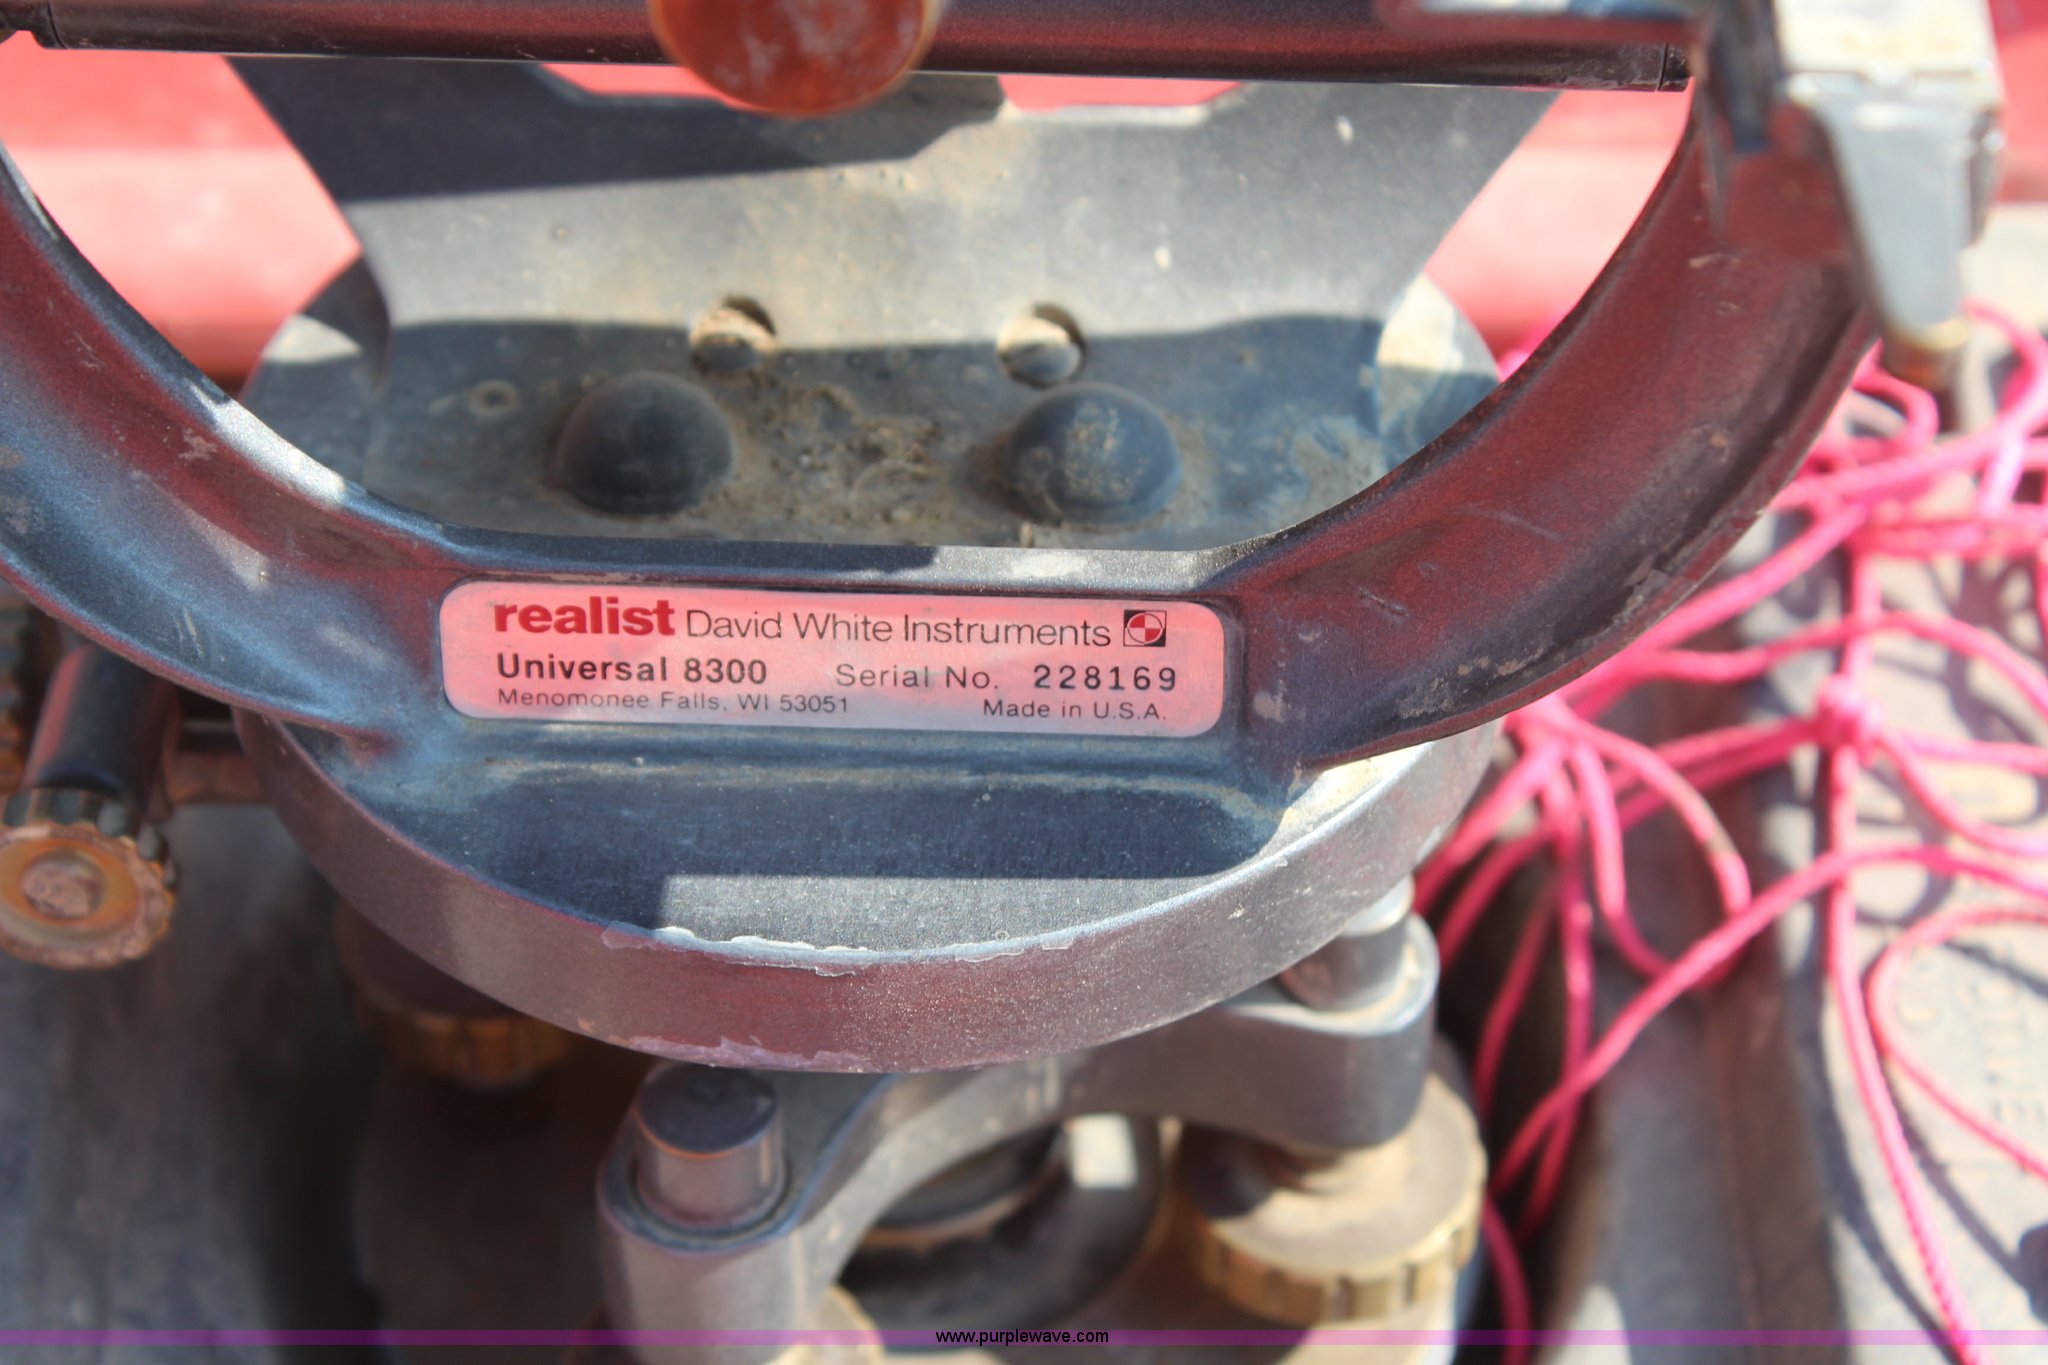 realist David White Instruments
Universal 8300 Serial No. 228169
Menomonee Falls, WI 53051 Made in U.S.A.
www.purplewave.com